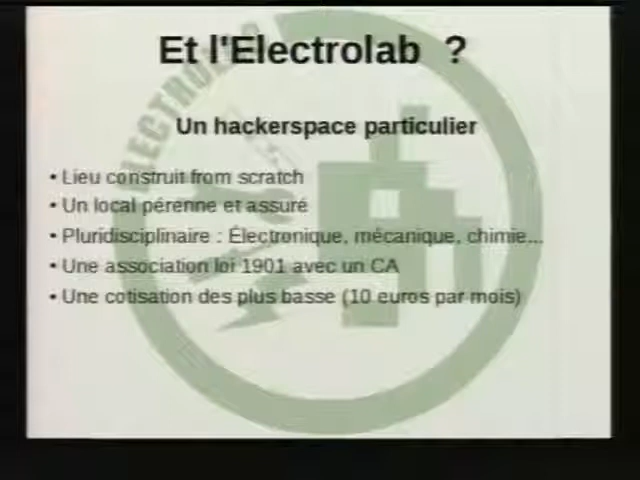 Et l'Electrolab ?
Un hackerspace particulier
• Lieu construit from scratch
• Un local pérenne et assuré
• Pluridisciplinaire : Électronique, mécanique, chimie...
• Une association loi 1901 avec un CA
• Une cotisation des plus basse (10 euros par mois)